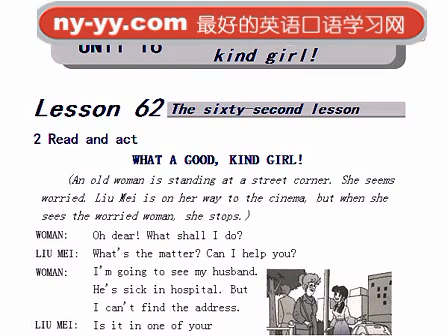 ny-yy.com 最好的英语口语学习网
UNIT 16
kind girl!
Lesson 62 The sixty-second lesson
2 Read and act
WHAT A GOOD, KIND GIRL!
(An old woman is standing at a street corner. She seems
worried. Liu Mei is on her way to the cinema, but when she
sees the worried woman, she stops.)
WOMAN: Oh dear! What shall I do?
LIU MEI: What's the matter? Can I help you?
WOMAN: I'm going to see my husband.
He's sick in hospital. But
I can't find the address.
LIU MEI: Is it in one of your